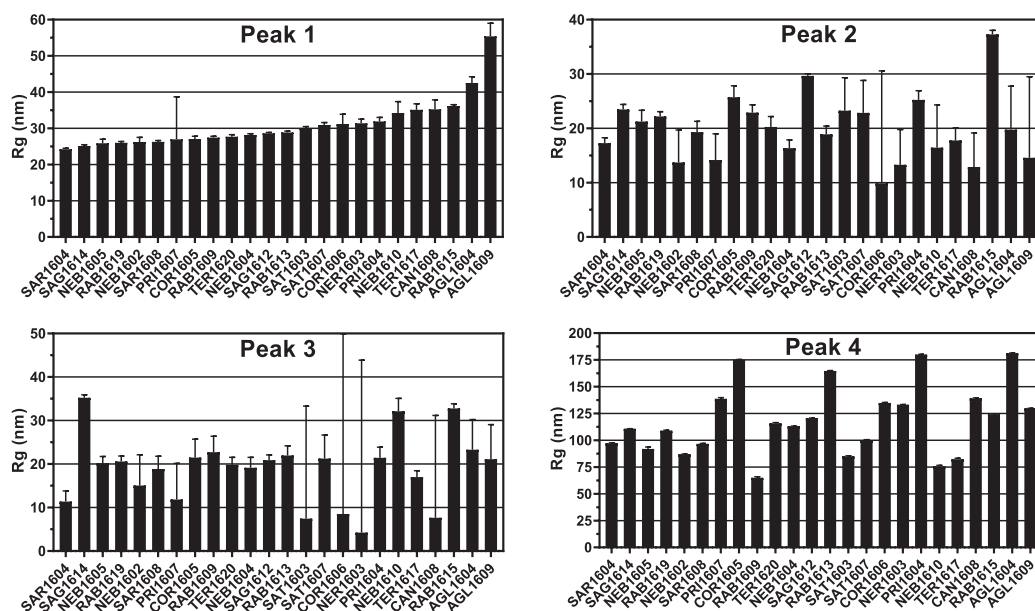 Peak 1
Rg (nm)
60
50
40
30
20
10
0
SAR1604
SAG1614
NEB1605
RAB1619
NEB1602
SAR1608
PRI1607
COR1605
RAB1609
TER1620
NEB1604
SAG1612
RAB1613
SAT1603
SAT1607
COR1606
NER1603
PRI1604
NEB1610
TER1617
CAN1608
RAB1615
AGL1604
AGL1609
Peak 2
Rg (nm)
40
30
20
10
0
SAR1604
SAG1614
NEB1605
RAB1619
NEB1602
SAR1608
PRI1607
COR1605
RAB1609
TER1620
NEB1604
SAG1612
RAB1613
SAT1603
SAT1607
COR1606
NER1603
PRI1604
NEB1610
TER1617
CAN1608
RAB1615
AGL1604
AGL1609
Peak 3
Rg (nm)
50
40
30
20
10
0
SAR1604
SAG1614
NEB1605
RAB1619
NEB1602
SAR1608
PRI1607
COR1605
RAB1609
TER1620
NEB1604
SAG1612
RAB1613
SAT1603
SAT1607
COR1606
NER1603
PRI1604
NEB1610
TER1617
CAN1608
RAB1615
AGL1604
AGL1609
Peak 4
Rg (nm)
200
175
150
125
100
75
50
25
0
SAR1604
SAG1614
NEB1605
RAB1619
NEB1602
SAR1608
PRI1607
COR1605
RAB1609
TER1620
NEB1604
SAG1612
RAB1613
SAT1603
SAT1607
COR1606
NER1603
PRI1604
NEB1610
TER1617
CAN1608
RAB1615
AGL1604
AGL1609